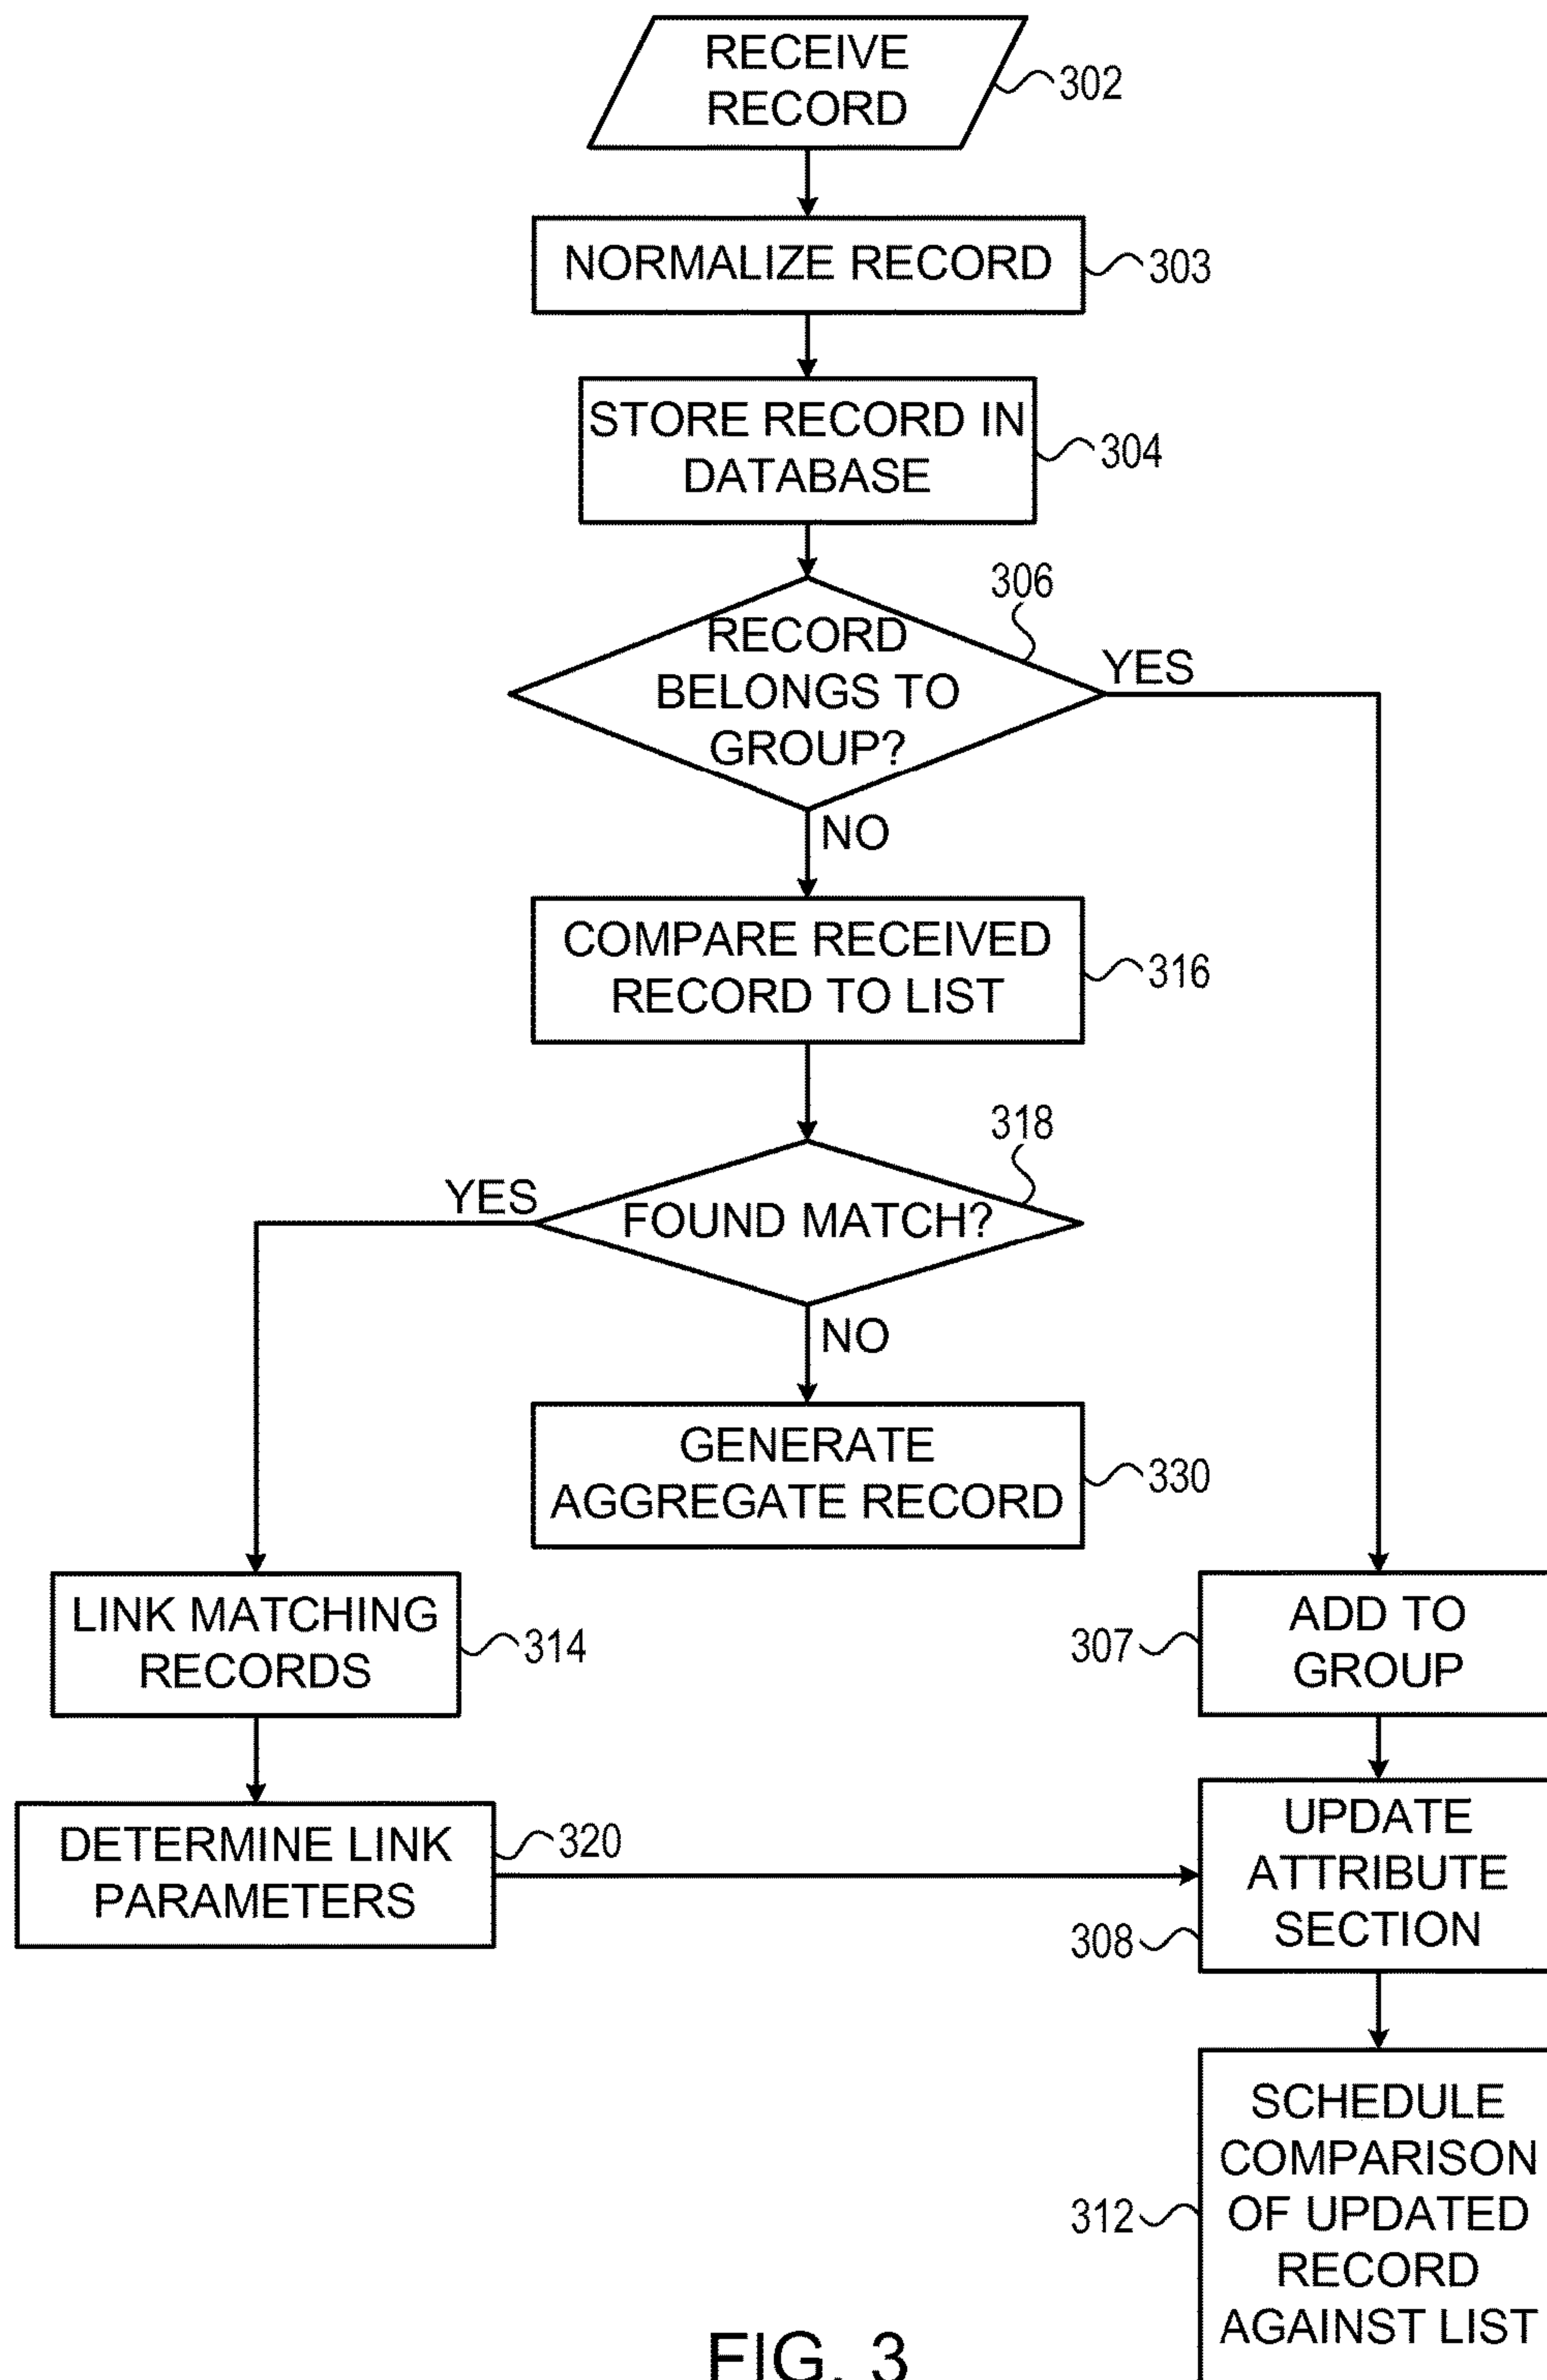 RECEIVE
RECORD
302
NORMALIZE RECORD
303
STORE RECORD IN
DATABASE
304
306
RECORD
BELONGS TO
GROUP?
YES
NO
COMPARE RECEIVED
RECORD TO LIST
316
318
YES
FOUND MATCH?
NO
GENERATE
AGGREGATE RECORD
330
LINK MATCHING
RECORDS
314
307
ADD TO
GROUP
DETERMINE LINK
PARAMETERS
320
UPDATE
ATTRIBUTE
SECTION
308
SCHEDULE
COMPARISON
OF UPDATED
RECORD
AGAINST LIST
312
FIG. 3